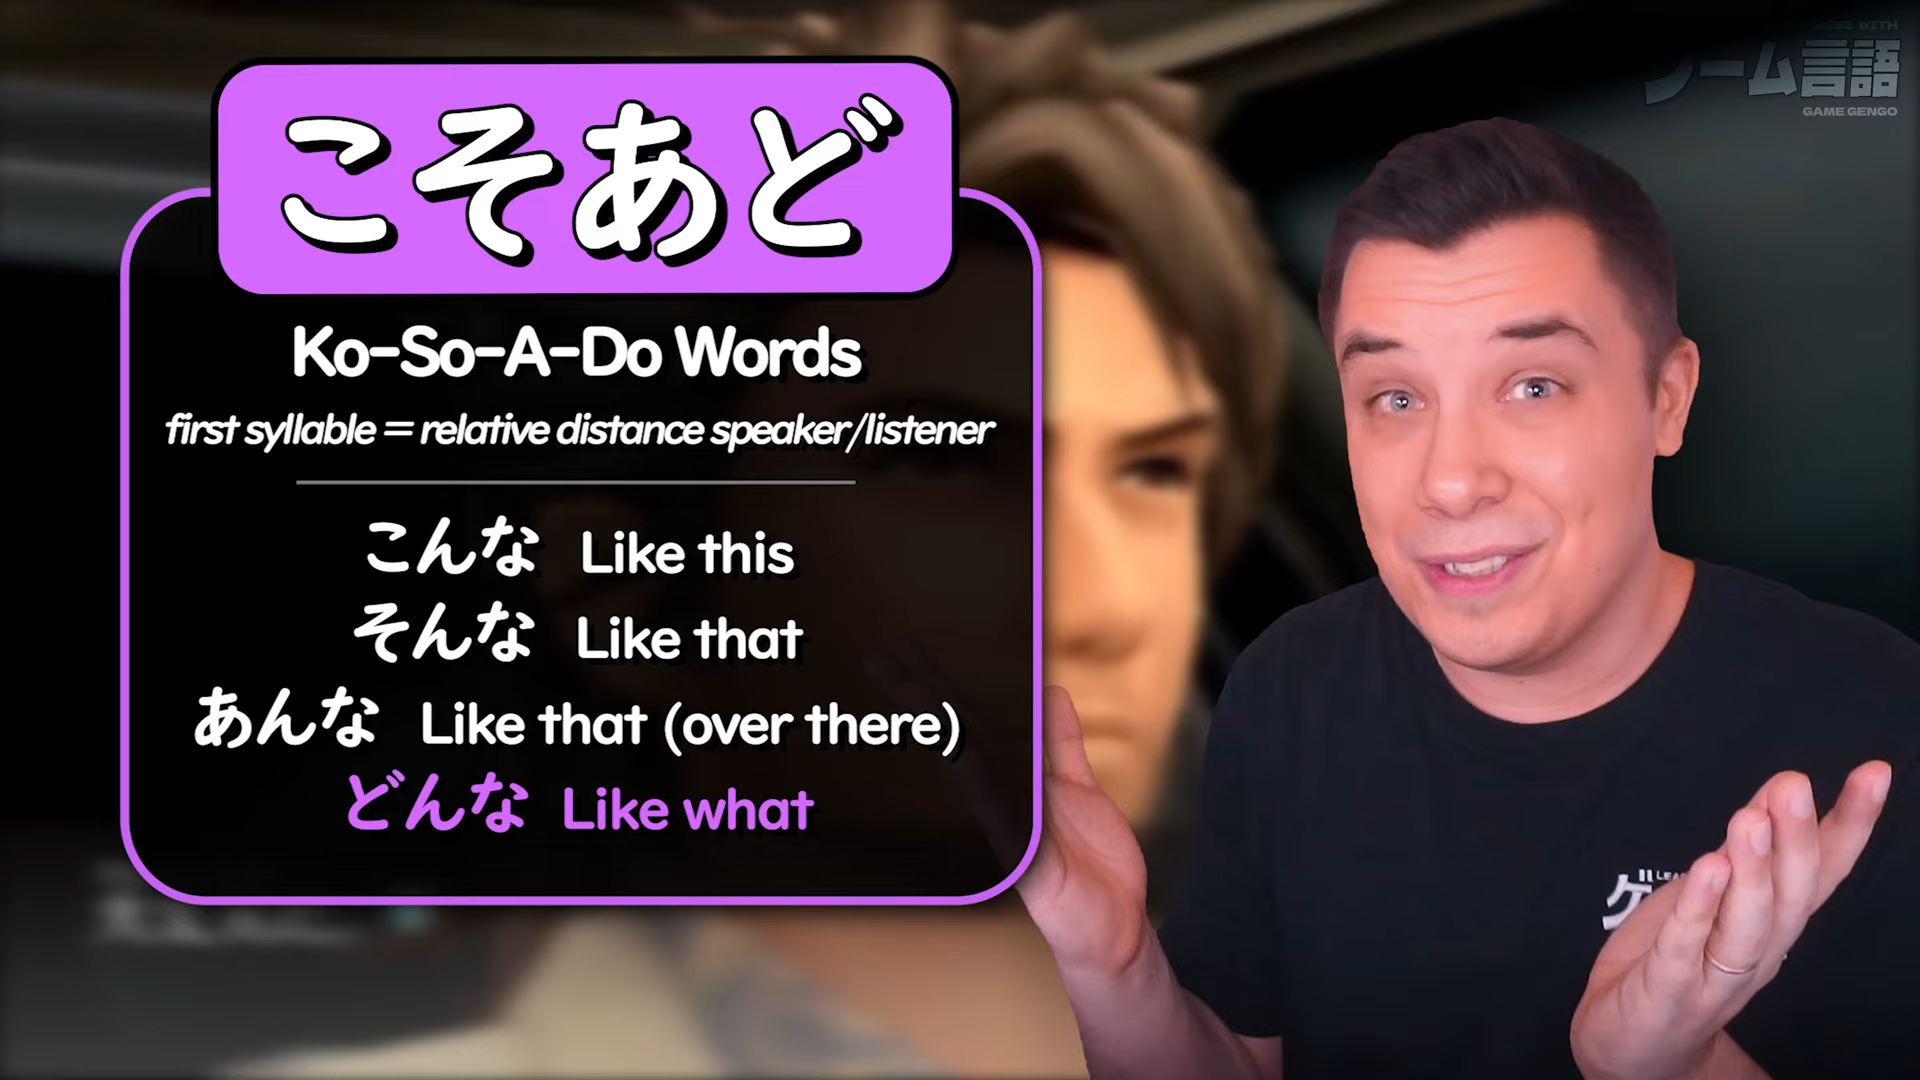 こそあど
Ko-So-A-Do Words
first syllable = relative distance speaker/listener
こんな Like this
そんな Like that
あんな Like that (over there)
どんな Like what
ゲーム言語
GAME GENGO